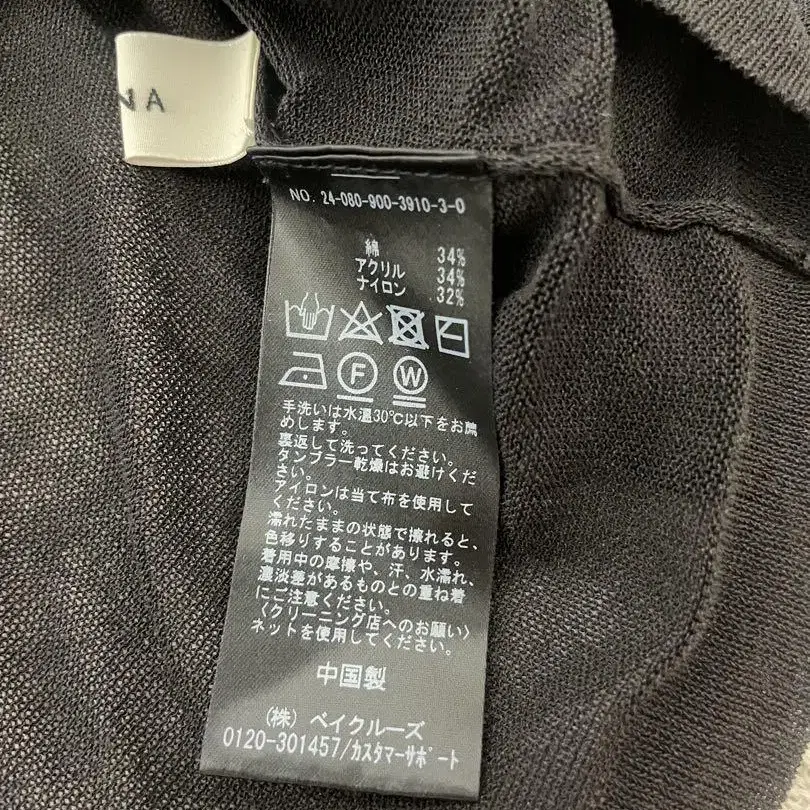 NA
NO. 24-080-900-3910-3-0
綿 34%
アクリル 34%
ナイロン 32%
F W
手洗いは水温30℃以下をお薦
めします。
裏返して洗ってください。
タンブラー乾燥はお避けくだ
さい。
アイロンは当て布を使用して
ください。
濡れたままの状態で擦れると、
色移りすることがあります。
着用中の摩擦や、汗、水濡れ、
濃淡差があるものとの重ね着
にご注意ください。
〈クリーニング店へのお願い〉
ネットを使用してください。
中国製
(株) ベイクルーズ
0120-301457/カスタマーサポート